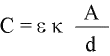 C = ε κ A/d